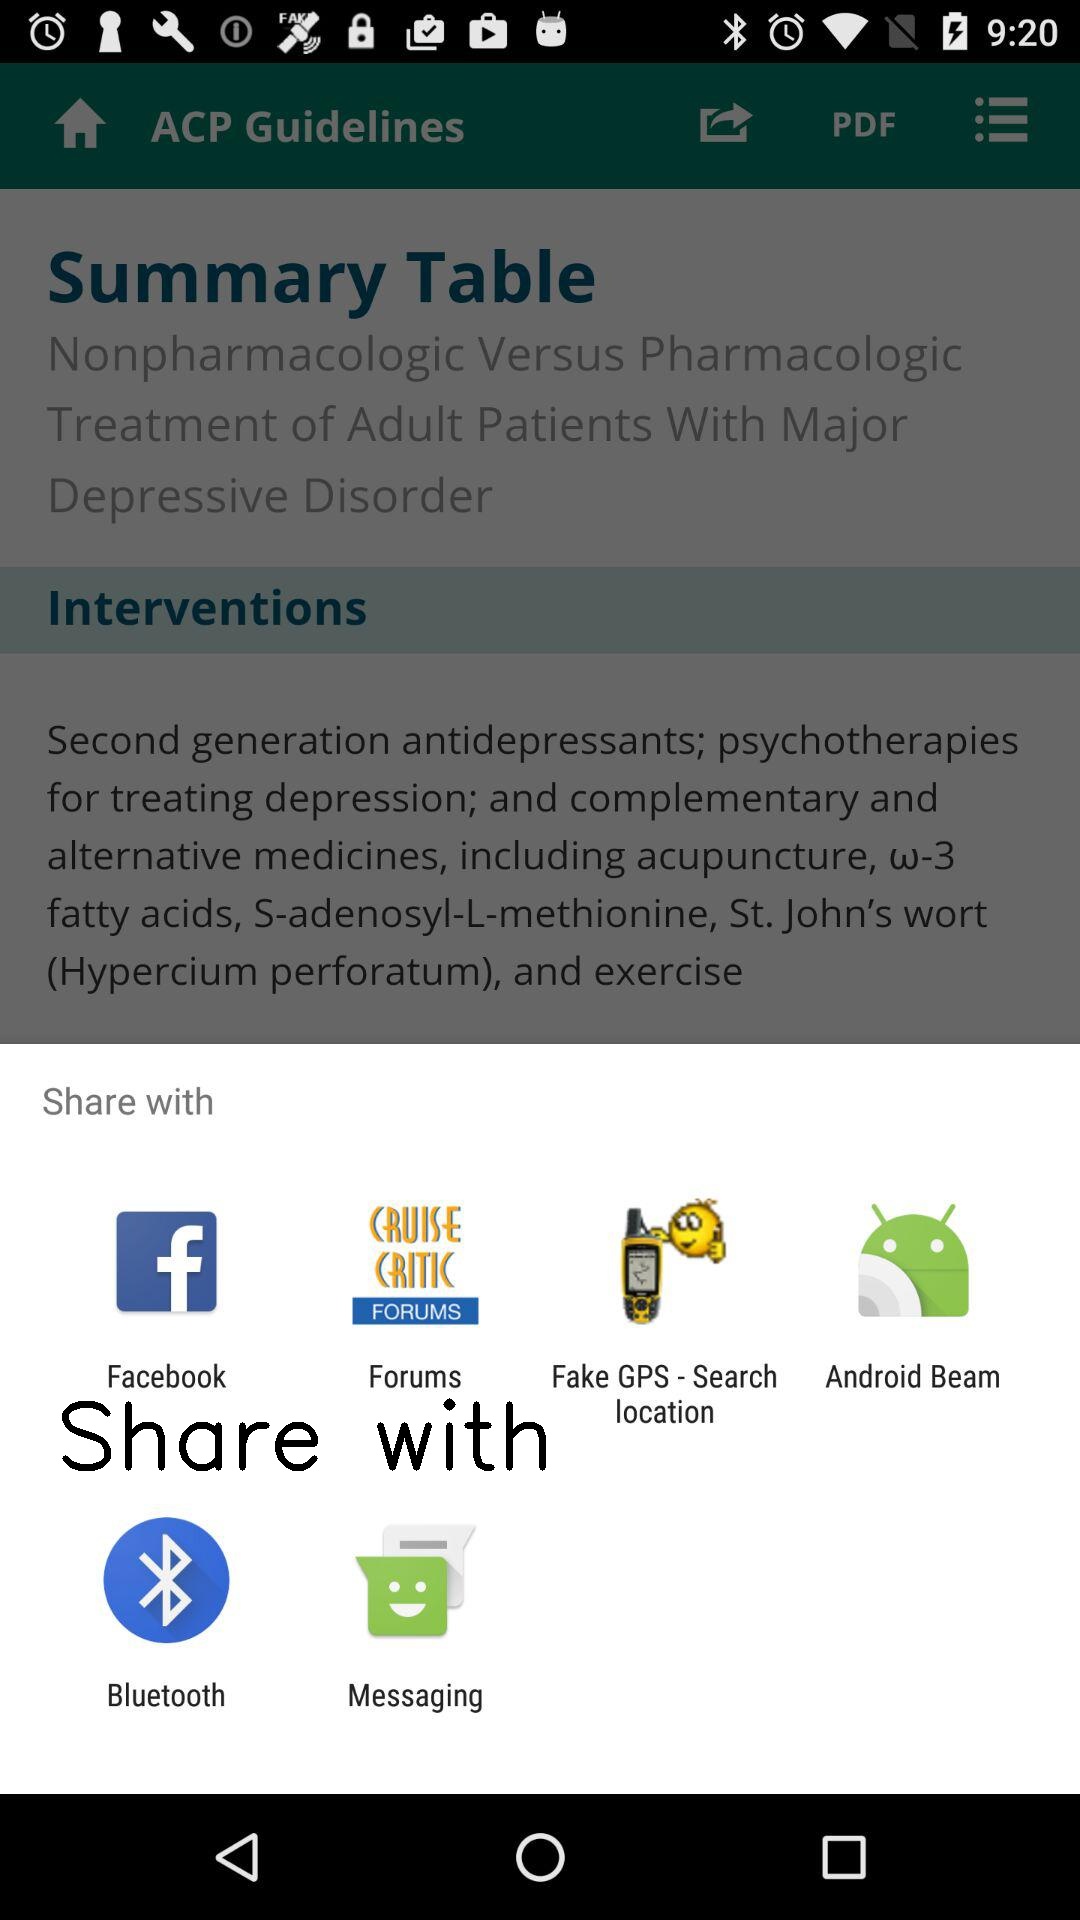 FAKE
9:20
ACP Guidelines
PDF
Summary Table
Nonpharmacologic Versus Pharmacologic
Treatment of Adult Patients With Major
Depressive Disorder
Interventions
Second generation antidepressants; psychotherapies
for treating depression; and complementary and
alternative medicines, including acupuncture, ω-3
fatty acids, S-adenosyl-L-methionine, St. John’s wort
(Hypercium perforatum), and exercise
Share with
CRUISE
CRITIC
FORUMS
Facebook
Forums
Fake GPS - Search
location
Android Beam
Share with
Bluetooth
Messaging